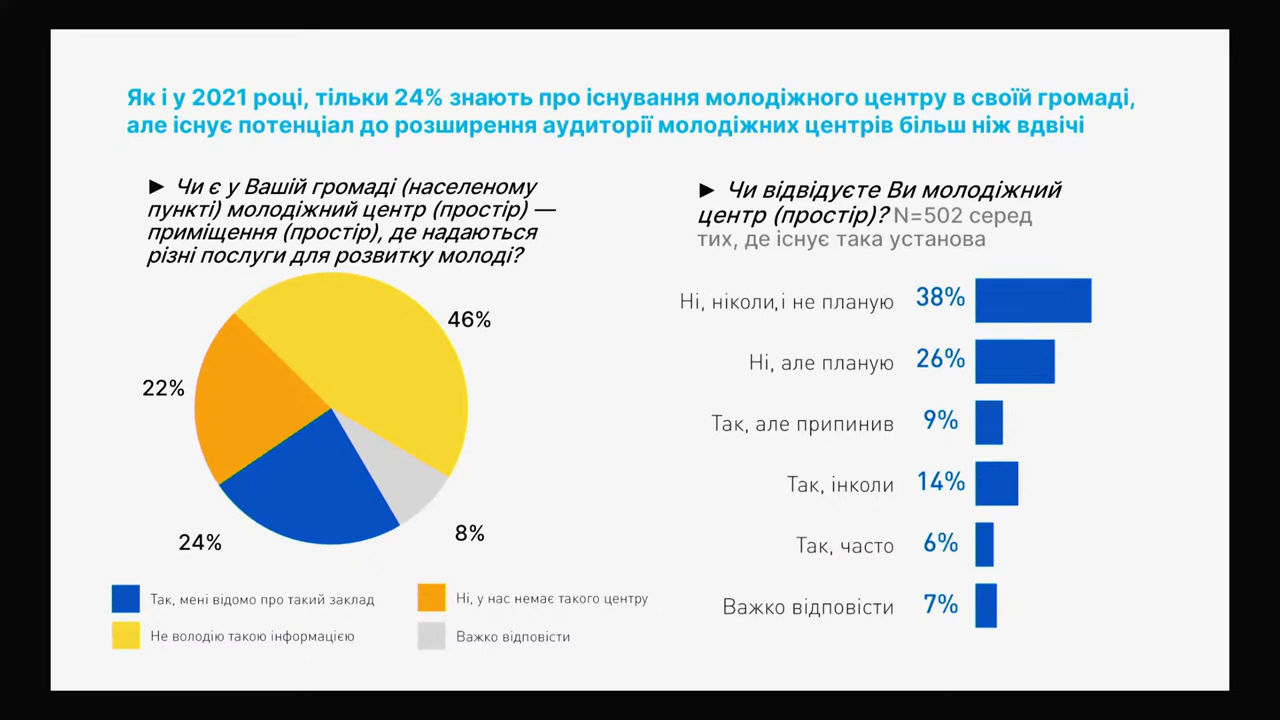 Як і у 2021 році, тільки 24% знають про існування молодіжного центру в своїй громаді,
але існує потенціал до розширення аудиторії молодіжних центрів більш ніж вдвічі
► Чи є у Вашій громаді (населеному
пункті) молодіжний центр (простір) —
приміщення (простір), де надаються
різні послуги для розвитку молоді?
46%
22%
24%
8%
Так, мені відомо про такий заклад
Ні, у нас немає такого центру
Не володію такою інформацією
Важко відповісти
► Чи відвідуєте Ви молодіжний
центр (простір)? N=502 серед
тих, де існує така установа
Ні, ніколи,і не планую 38%
Ні, але планую 26%
Так, але припинив 9%
Так, інколи 14%
Так, часто 6%
Важко відповісти 7%